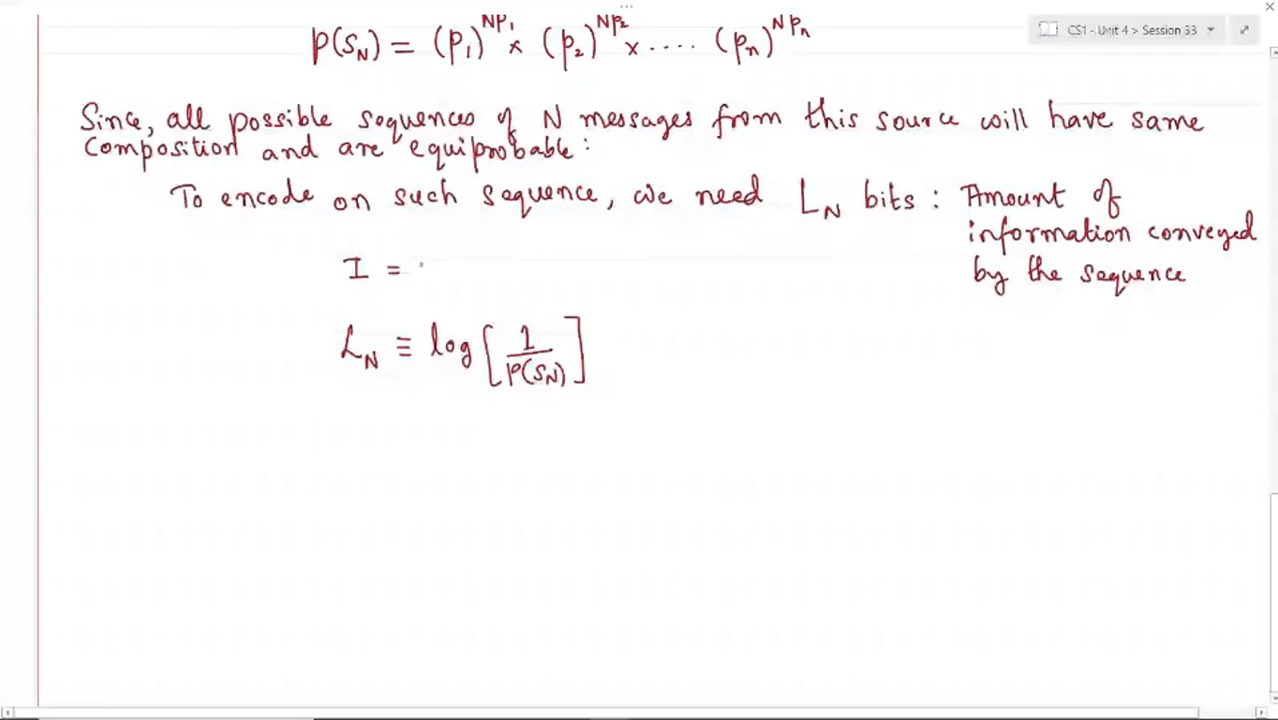 P(S_N) = (p_1)^{Np_1} × (p_2)^{Np_2} × .... (p_n)^{Np_n}
CS1 - Unit 4 > Session 33
Since, all possible sequences of N messages from this source will have same
composition and are equiprobable:
To encode on such sequence, we need L_N bits : Amount of
information conveyed
by the sequence
I =
L_N ≡ log [1/P(S_N)]